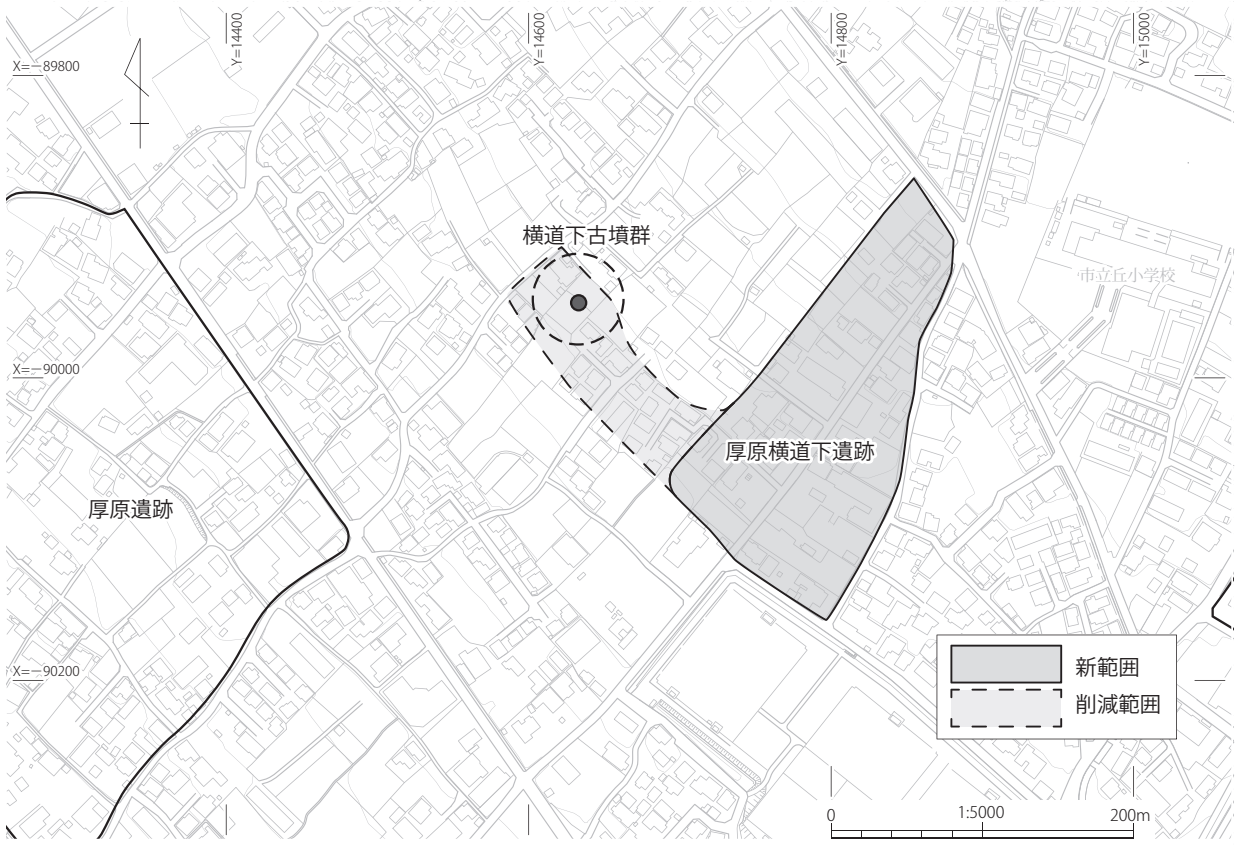 Y=14400
Y=14600
Y=14800
Y=15000
X=−89800
横道下古墳群
市立丘小学校
X=−90000
厚原横道下遺跡
厚原遺跡
X=−90200
新範囲
削減範囲
0 1:5000 200m